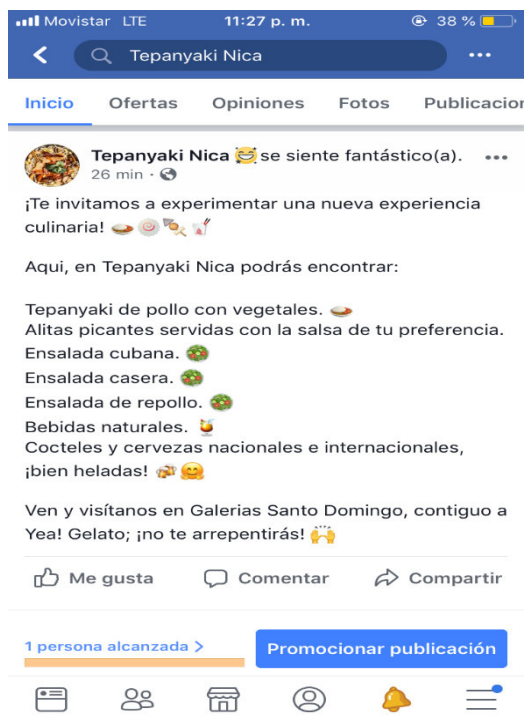 Movistar LTE 11:27 p. m. 38 %
Tepanyaki Nica
Inicio Ofertas Opiniones Fotos Publicacior
Tepanyaki Nica 😇 se siente fantástico(a).
26 min ·
¡Te invitamos a experimentar una nueva experiencia
culinaria! 🍛 🍥 🍢 🥡
Aqui, en Tepanyaki Nica podrás encontrar:
Tepanyaki de pollo con vegetales. 🍛
Alitas picantes servidas con la salsa de tu preferencia.
Ensalada cubana. 🥗
Ensalada casera. 🥗
Ensalada de repollo. 🥗
Bebidas naturales. 🍹
Cocteles y cervezas nacionales e internacionales,
¡bien heladas! 🍻 🤗
Ven y visítanos en Galerias Santo Domingo, contiguo a
Yea! Gelato; ¡no te arrepentirás! 🙌
Me gusta Comentar Compartir
1 persona alcanzada >
Promocionar publicación